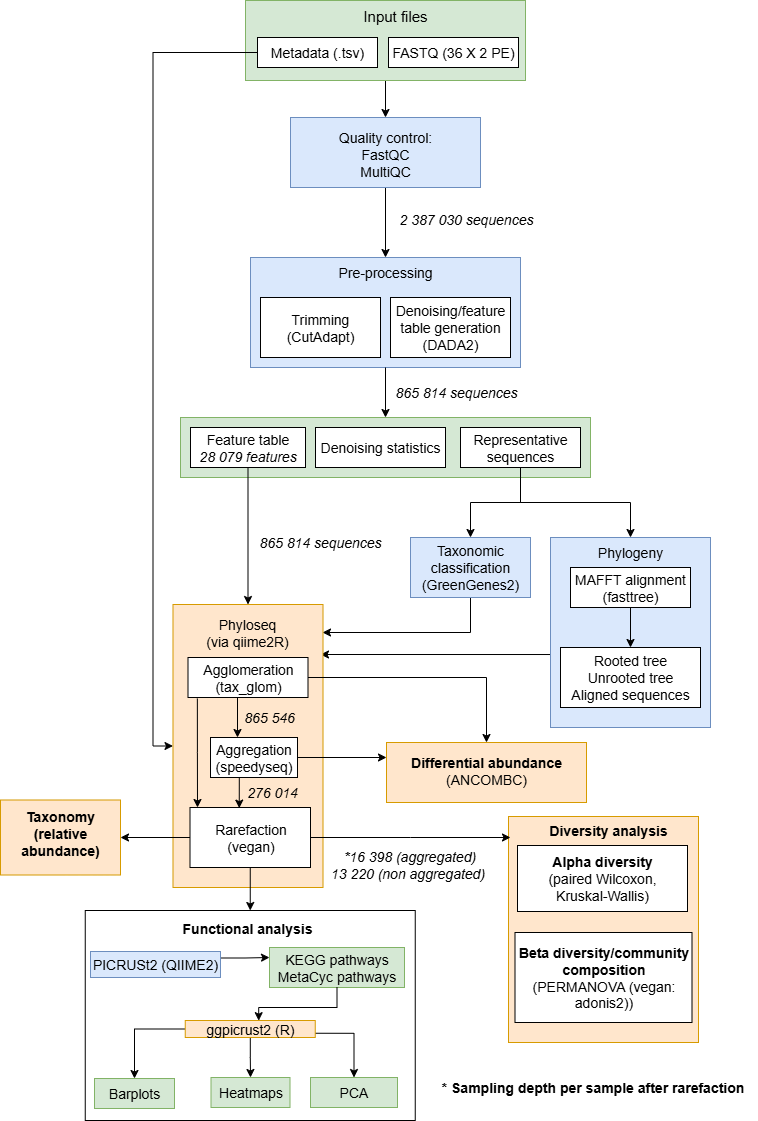 Input files
Metadata (.tsv)
FASTQ (36 X 2 PE)
Quality control:
FastQC
MultiQC
2 387 030 sequences
Pre-processing
Trimming
(CutAdapt)
Denoising/feature
table generation
(DADA2)
865 814 sequences
Feature table
28 079 features
Denoising statistics
Representative
sequences
865 814 sequences
Taxonomic
classification
(GreenGenes2)
Phylogeny
MAFFT alignment
(fasttree)
Rooted tree
Unrooted tree
Aligned sequences
Phyloseq
(via qiime2R)
Agglomeration
(tax_glom)
865 546
Aggregation
(speedyseq)
276 014
Rarefaction
(vegan)
Differential abundance
(ANCOMBC)
Taxonomy
(relative
abundance)
*16 398 (aggregated)
13 220 (non aggregated)
Diversity analysis
Alpha diversity
(paired Wilcoxon,
Kruskal-Wallis)
Beta diversity/community
composition
(PERMANOVA (vegan:
adonis2))
Functional analysis
PICRUSt2 (QIIME2)
KEGG pathways
MetaCyc pathways
ggpicrust2 (R)
Barplots
Heatmaps
PCA
* Sampling depth per sample after rarefaction